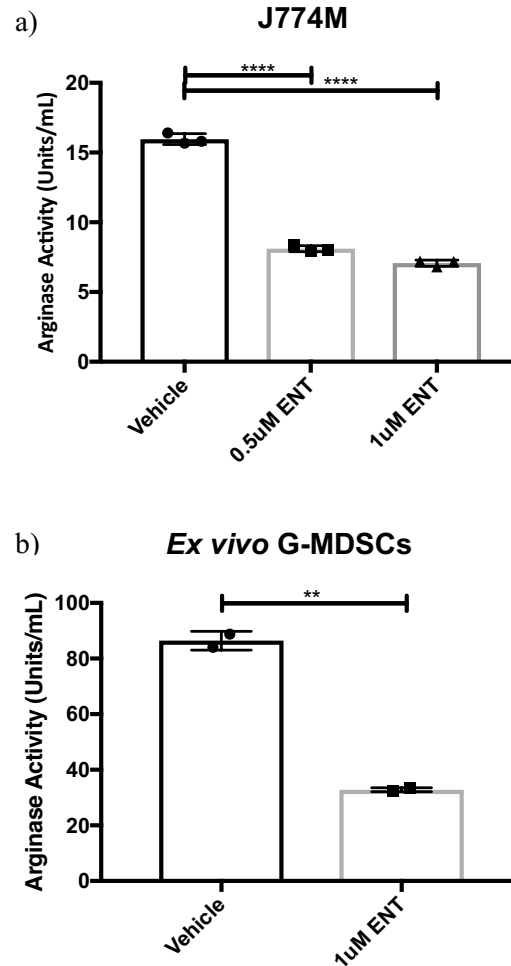 a)
J774M
****
****
Arginase Activity (Units/mL)
20
15
10
5
0
Vehicle
0.5uM ENT
1uM ENT
b)
Ex vivo G-MDSCs
**
Arginase Activity (Units/mL)
100
80
60
40
20
0
Vehicle
1uM ENT